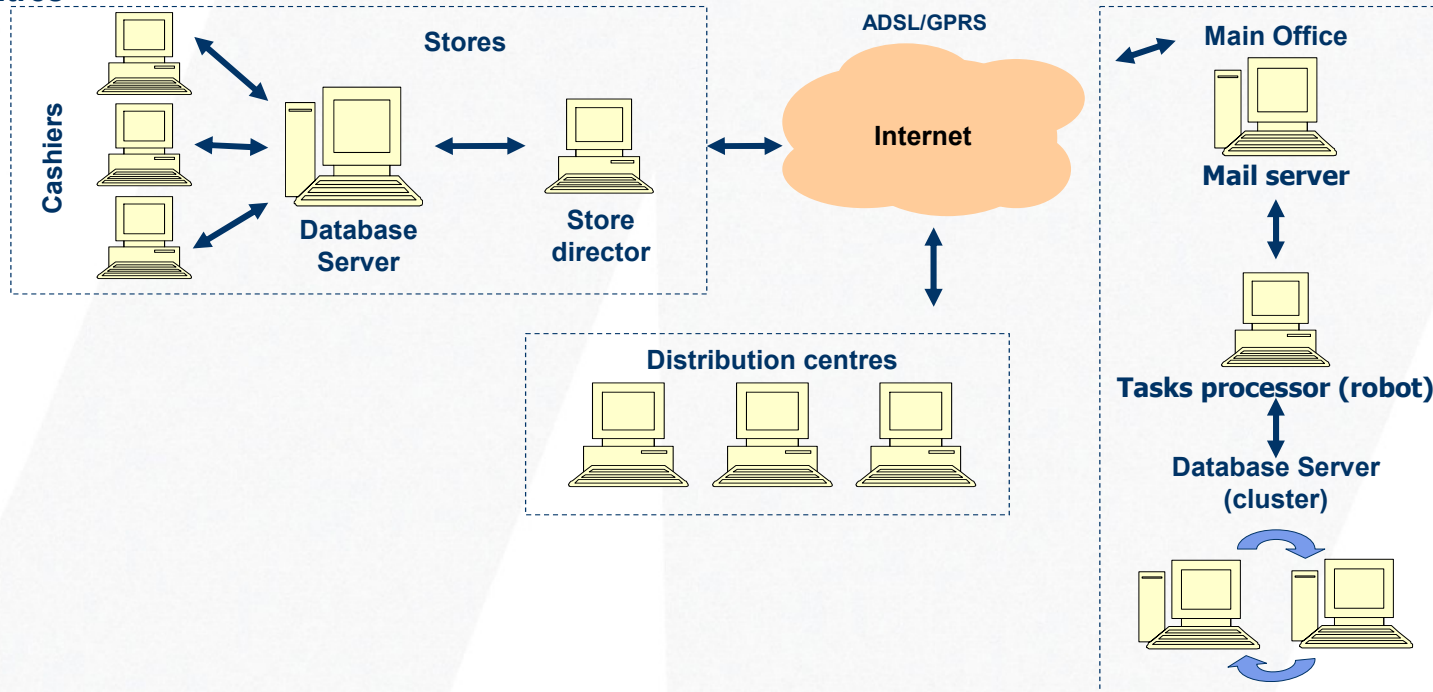 Stores
Cashiers
Database
Server
Store
director
ADSL/GPRS
Internet
Distribution centres
Main Office
Mail server
Tasks processor (robot)
Database Server
(cluster)